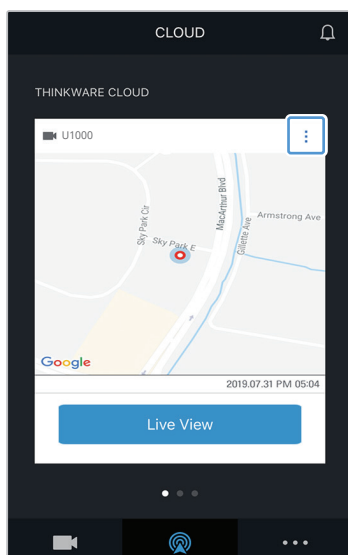 CLOUD
THINKWARE CLOUD
U1000
Sky Park Cir
MacArthur Blvd
Gillette Ave
Armstrong Ave
Sky Park E
Google
2019.07.31 PM 05:04
Live View